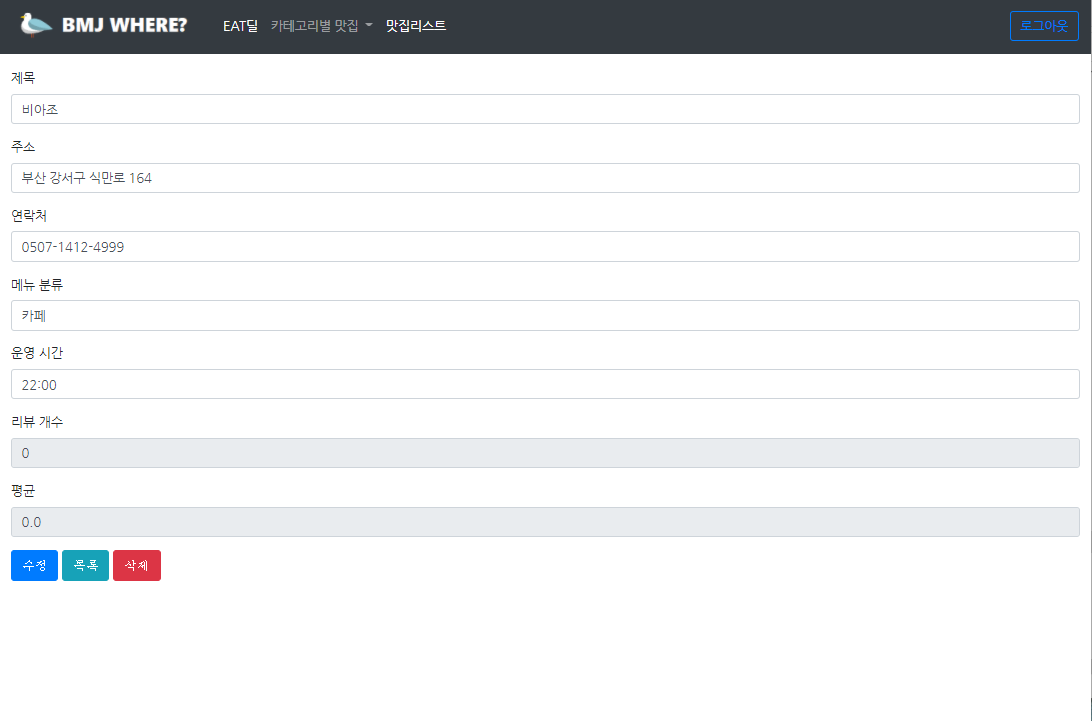 BMJ WHERE? EAT딜 카테고리별 맛집 맛집리스트 로그아웃
제목
비아조
주소
부산 강서구 식만로 164
연락처
0507-1412-4999
메뉴 분류
카페
운영 시간
22:00
리뷰 개수
0
평균
0.0
수정 목록 삭제